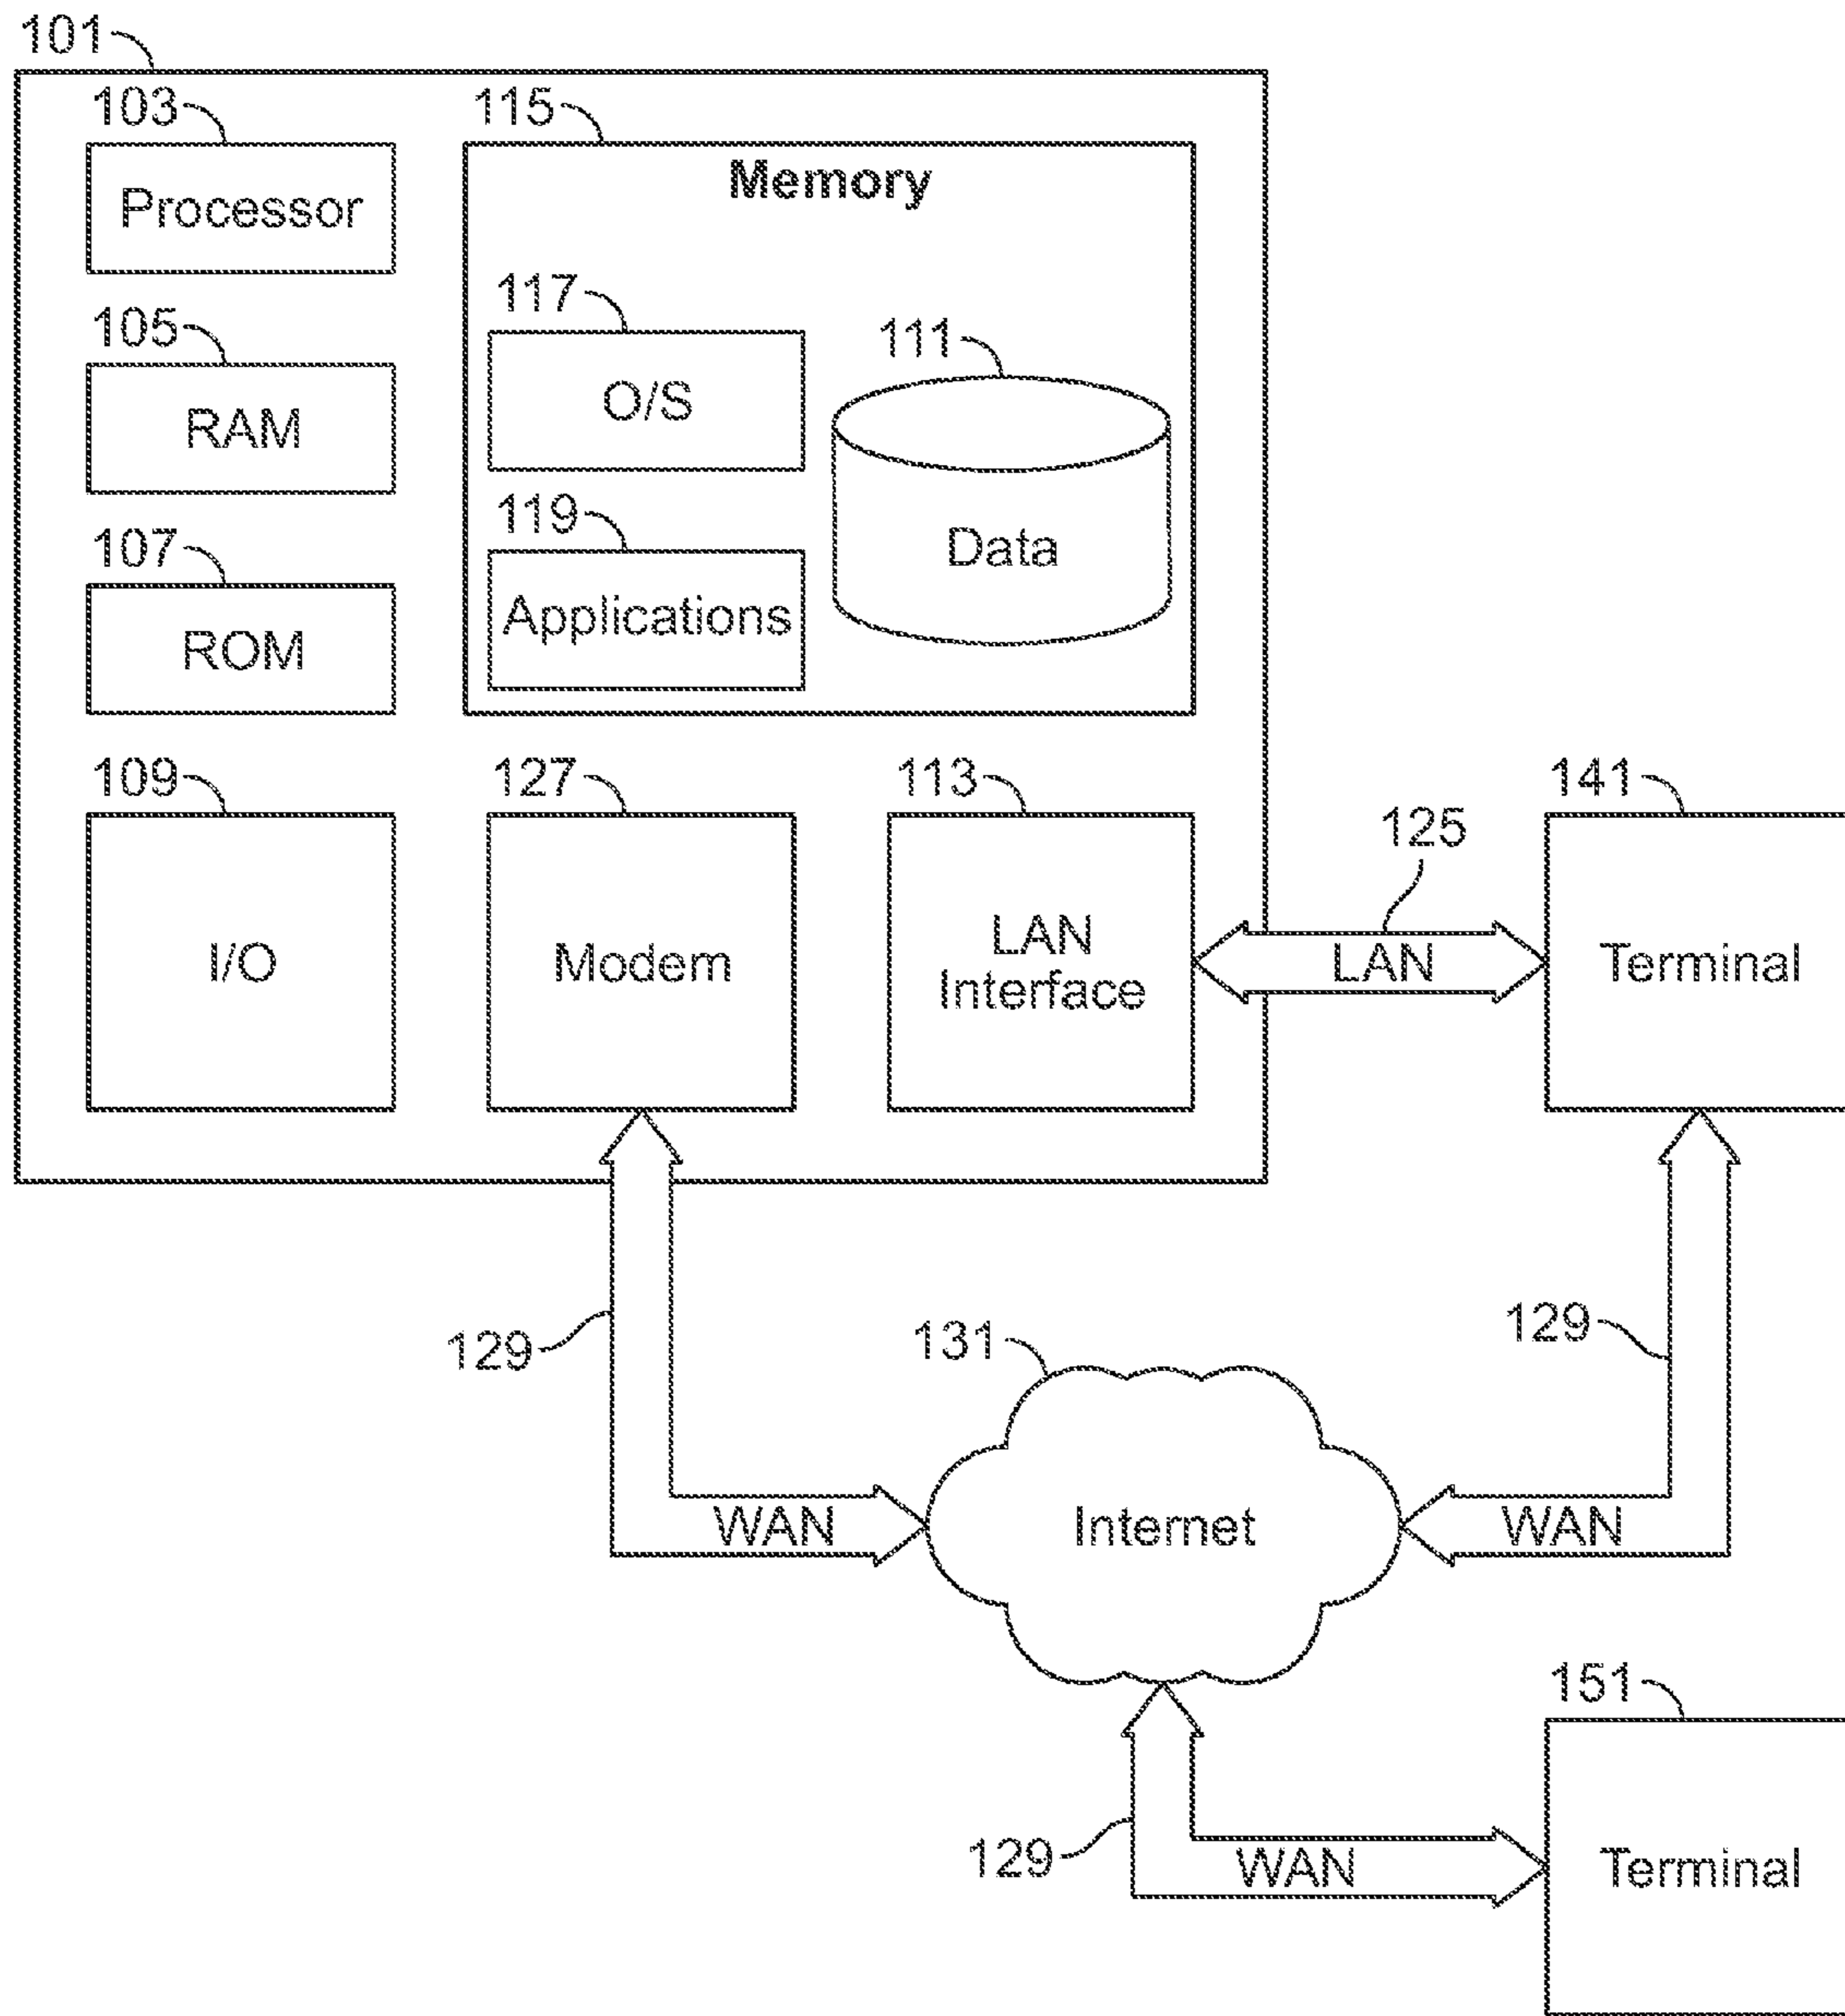 101
103
115
Processor
Memory
105
117
111
RAM
O/S
107
119
Data
ROM
Applications
109
127
113
141
125
I/O
Modem
LAN
Interface
LAN
Terminal
129
131
129
WAN
Internet
WAN
151
129
WAN
Terminal